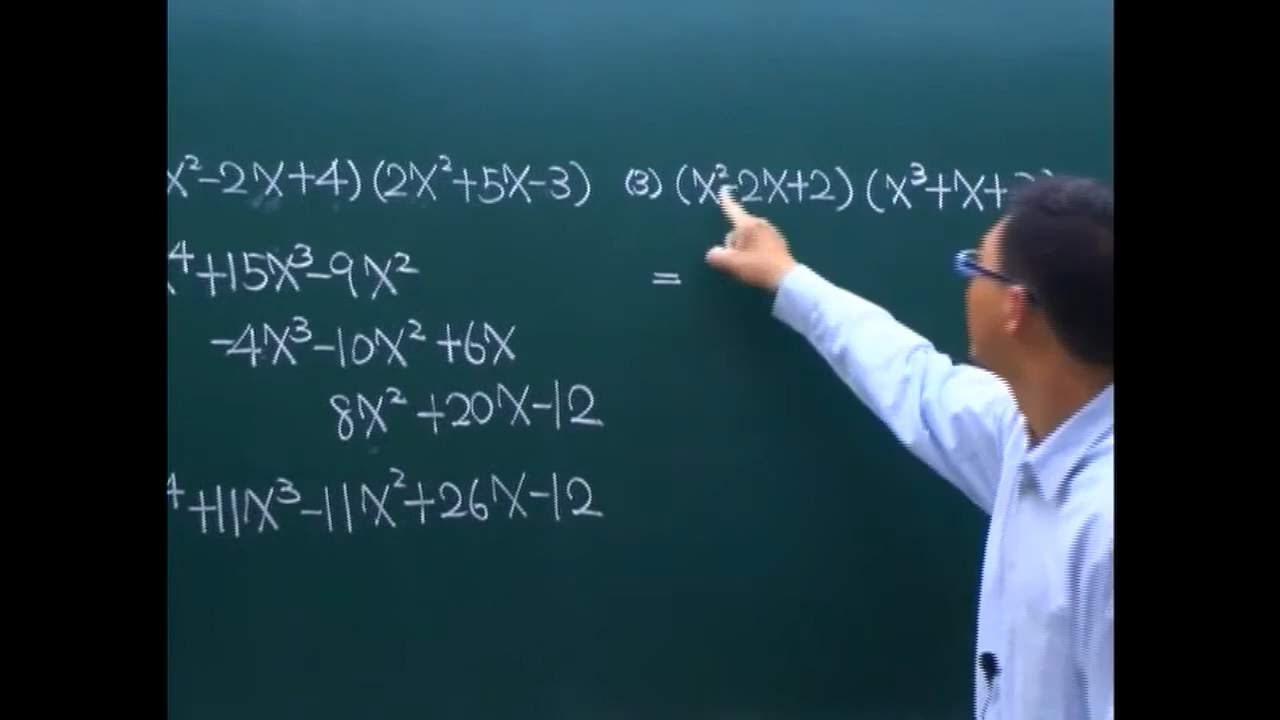 x²-2x+4)(2x²+5x-3)
⁴+15x³-9x²
-4x³-10x²+6x
8x²+20x-12
⁴+11x³-11x²+26x-12
(3) (x²-2x+2)(x³+x+
=